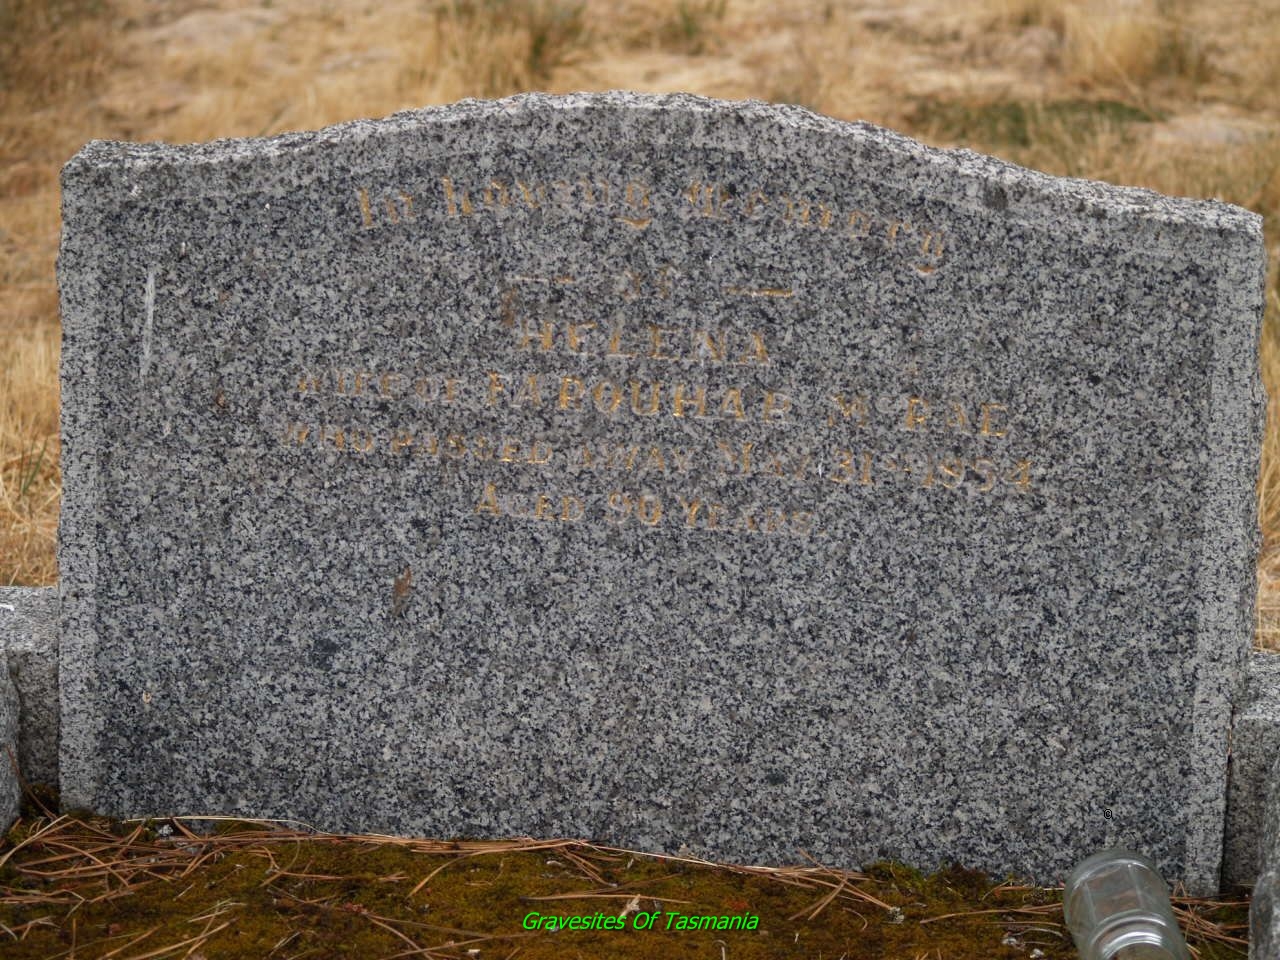 In Loving Memory
— OF —
HELENA
WIFE OF FARQUHAR McRAE
WHO PASSED AWAY MAY 31ST 1954
AGED 90 YEARS.
©
Gravesites Of Tasmania